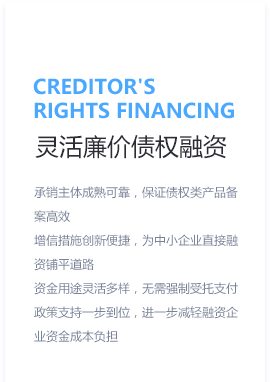 CREDITOR'S
RIGHTS FINANCING
灵活廉价债权融资
承销主体成熟可靠，保证债权类产品备
案高效
增信措施创新便捷，为中小企业直接融
资铺平道路
资金用途灵活多样，无需强制受托支付
政策支持一步到位，进一步减轻融资企
业资金成本负担